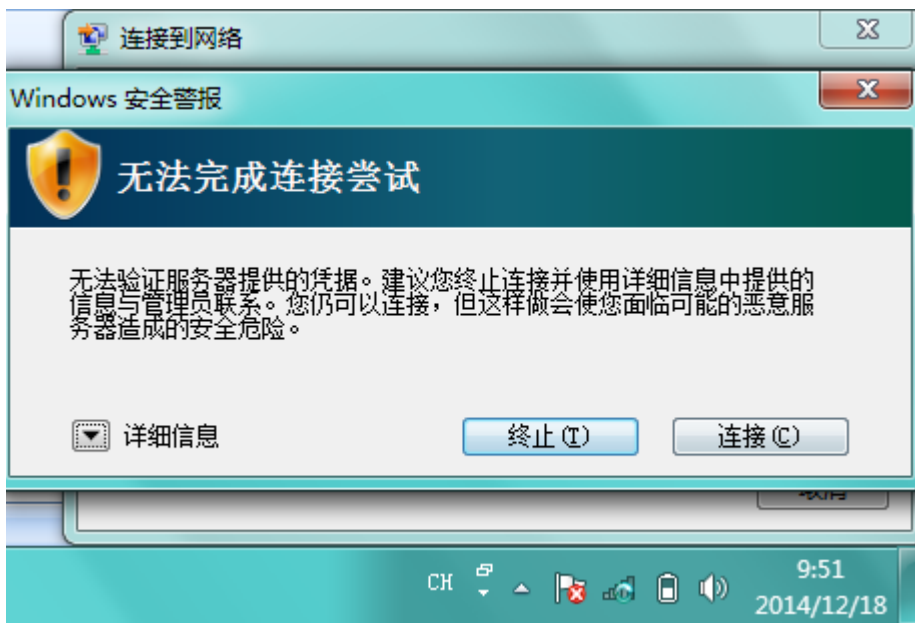 连接到网络
Windows 安全警报
无法完成连接尝试
无法验证服务器提供的凭据。建议您终止连接并使用详细信息中提供的
信息与管理员联系。您仍可以连接，但这样做会使您面临可能的恶意服
务器造成的安全危险。
详细信息
终止(T)
连接(C)
取消
CH
9:51
2014/12/18